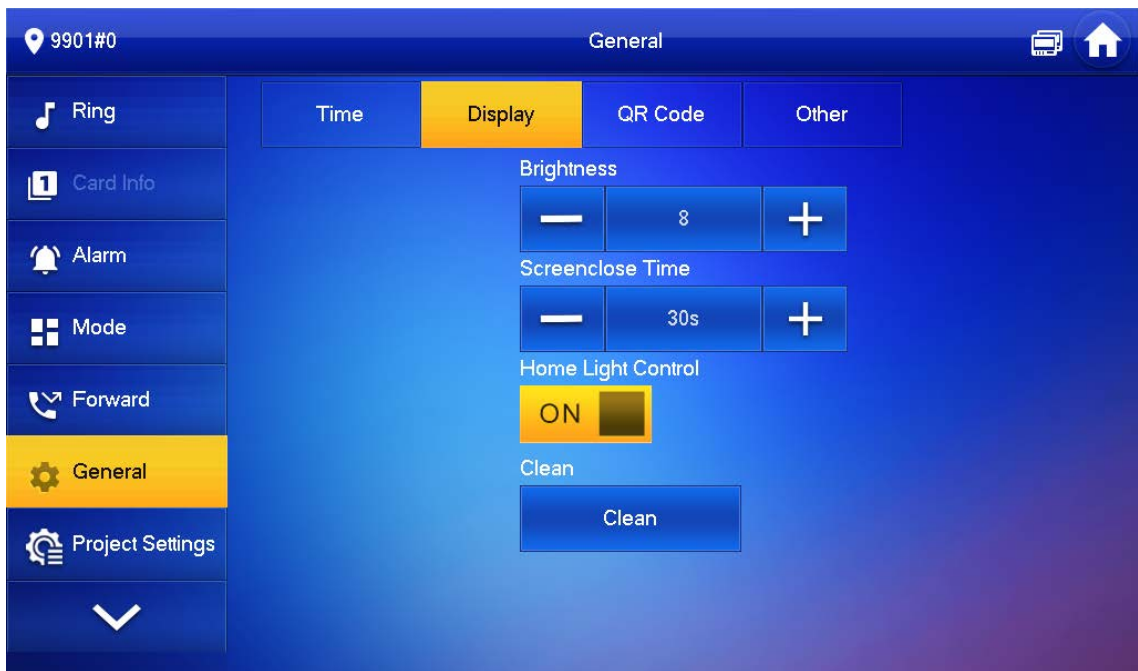 9901#0
General
Ring
Card Info
Alarm
Mode
Forward
General
Project Settings
Time
Display
QR Code
Other
Brightness
8
Screenclose Time
30s
Home Light Control
ON
Clean
Clean